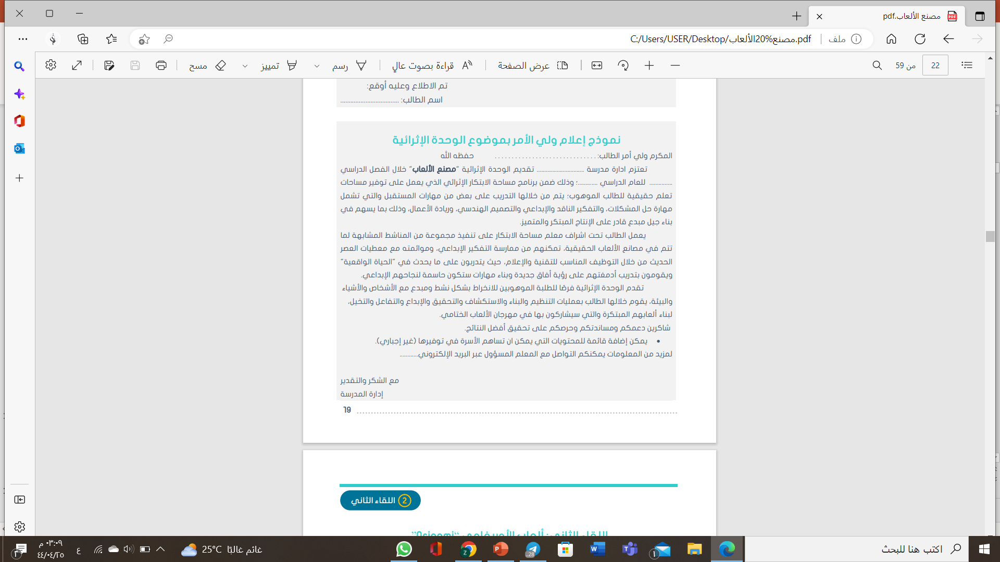 مصنع الألعاب.pdf
ملف
C:/Users/USER/Desktop/مصنع%20الألعاب.pdf
22
من 59
عرض الصفحة
قراءة بصوت عالٍ
رسم
تمييز
مسح
تم الاطلاع وعليه أوقع:
اسم الطالب: ...................................
نموذج إعلام ولي الأمر بموضوع الوحدة الإثرائية
المكرم ولي أمر الطالب: . . . . . . . . . . . . . . . . . . . . . . . . . . . . . . حفظه الله
تعتزم ادارة مدرسة ............................... تقديم الوحدة الإثرائية "مصنع الألعاب" خلال الفصل الدراسي
............... للعام الدراسي .............؛ وذلك ضمن برنامج مساحة الابتكار الإثرائي الذي يعمل على توفير مساحات
تعلم حقيقية للطالب الموهوب؛ يتم من خلالها التدريب على بعض من مهارات المستقبل والتي تشمل
مهارة حل المشكلات، والتفكير الناقد والإبداعي والتصميم الهندسي، وريادة الأعمال، وذلك بما يسهم في
بناء جيل مبدع قادر على الإنتاج المبتكر والمتميز.
يعمل الطالب تحت اشراف معلم مساحة الابتكار على تنفيذ مجموعة من المناشط المشابهة لما
تتم في مصانع الألعاب الحقيقية، تمكنهم من ممارسة التفكير الإبداعي، وموائمته مع معطيات العصر
الحديث من خلال التوظيف المناسب للتقنية والإعلام، حيث يتدربون على ما يحدث في "الحياة الواقعية"
ويقومون بتدريب أدمغتهم على رؤية أفاق جديدة وبناء مهارات ستكون حاسمة لنجاحهم الإبداعي.
تقدم الوحدة الإثرائية فرصًا للطلبة الموهوبين للانخراط بشكل نشط ومبدع مع الأشخاص والأشياء
والبيئة، يقوم خلالها الطالب بعمليات التنظيم والبناء والاستكشاف والتحقيق والإبداع والتفاعل والتخيل،
لبناء ألعابهم المبتكرة والتي سيشاركون بها في مهرجان الألعاب الختامي.
شاكرين دعمكم ومساندتكم وحرصكم على تحقيق أفضل النتائج.
• يمكن إضافة قائمة للمحتويات التي يمكن ان تساهم الأسرة في توفيرها (غير إجباري).
لمزيد من المعلومات يمكنكم التواصل مع المعلم المسؤول عبر البريد الإلكتروني............
مع الشكر والتقدير
إدارة المدرسة
19
2 اللقاء الثاني
اللقاء الثاني: ألعاب الأوريغامي "Origami"
اكتب هنا للبحث
١
28..
25°C غائم غالبًا
ع
٠٣:٠٩ م
٤٤/٠٤/٢٥
٣